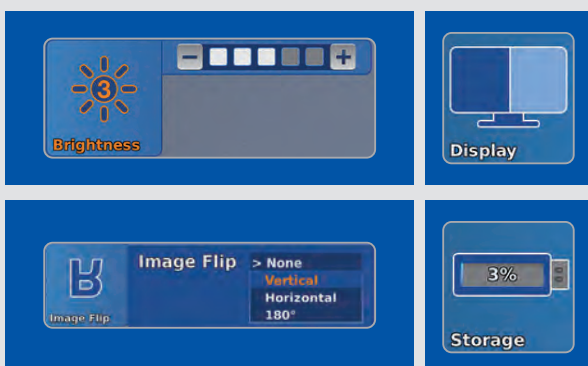 3
Brightness
Display
Image Flip
Image Flip
> None
Vertical
Horizontal
180°
3%
Storage